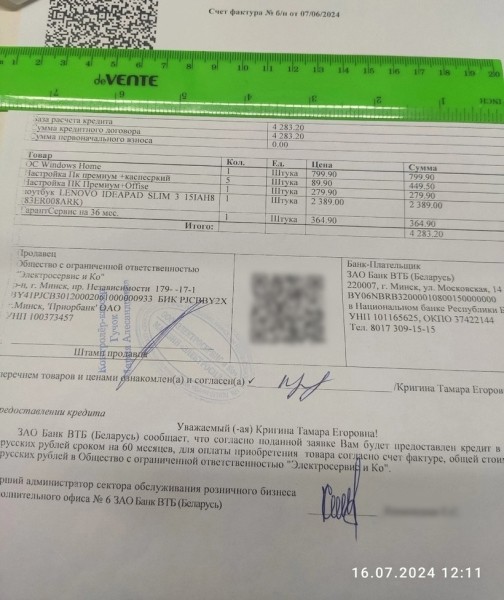 Счет фактура № б/н от 07/06/2024
deVENTE
база расчета кредита 4 283.20
Сумма кредитного договора 4 283.20
Сумма первоначального взноса 0.00
Товар Кол. Ед. Цена Сумма
ОС Windows Home 1 Штука 799.90 799.90
Настройка Пк премиум +касперский 5 Штука 89.90 449.50
Настройка ПК Премиум+Offise 1 Штука 279.90 279.90
ноутбук LENOVO IDEAPAD SLIM 3 15IAH8 1 Штука 2 389.00 2 389.00
(83ER008ARK)
ГарантСервис на 36 мес. 1 Штука 364.90 364.90
Итого: 4 283.20
Продавец
Общество с ограниченной ответственностью
"Электросервис и Ко"
р-н, г. Минск, пр. Независимости 179- -17-1
БИК PJCBBY2X
г.Минск, 'Приорбанк' ОАО
УНП 100373457
Штамп продавца
Банк-Плательщик
ЗАО Банк ВТБ (Беларусь)
220007, г. Минск, ул. Московская, 14
BY06NBRB32000010800150000000
в Национальном банке Республики
УНП 101165625, ОКПО 37422144
Тел. 8017 309-15-15
Контролёр-кассир
перечнем товаров и ценами ознакомлен(а) и согласен(а) ✓ /Кригина Тамара Егоров
предоставлении кредита
Уважаемый (-ая) Кригина Тамара Егоровна!
ЗАО Банк ВТБ (Беларусь) сообщает, что согласно поданной заявке Вам будет предоставлен кредит в
русских рублей сроком на 60 месяцев, для оплаты приобретения товара согласно счет фактуре, общей стои
русских рублей в Общество с ограниченной ответственностью "Электросервис и Ко".
рший администратор сектора обслуживания розничного бизнеса
полнительного офиса № 6 ЗАО Банк ВТБ (Беларусь)
16.07.2024 12:11